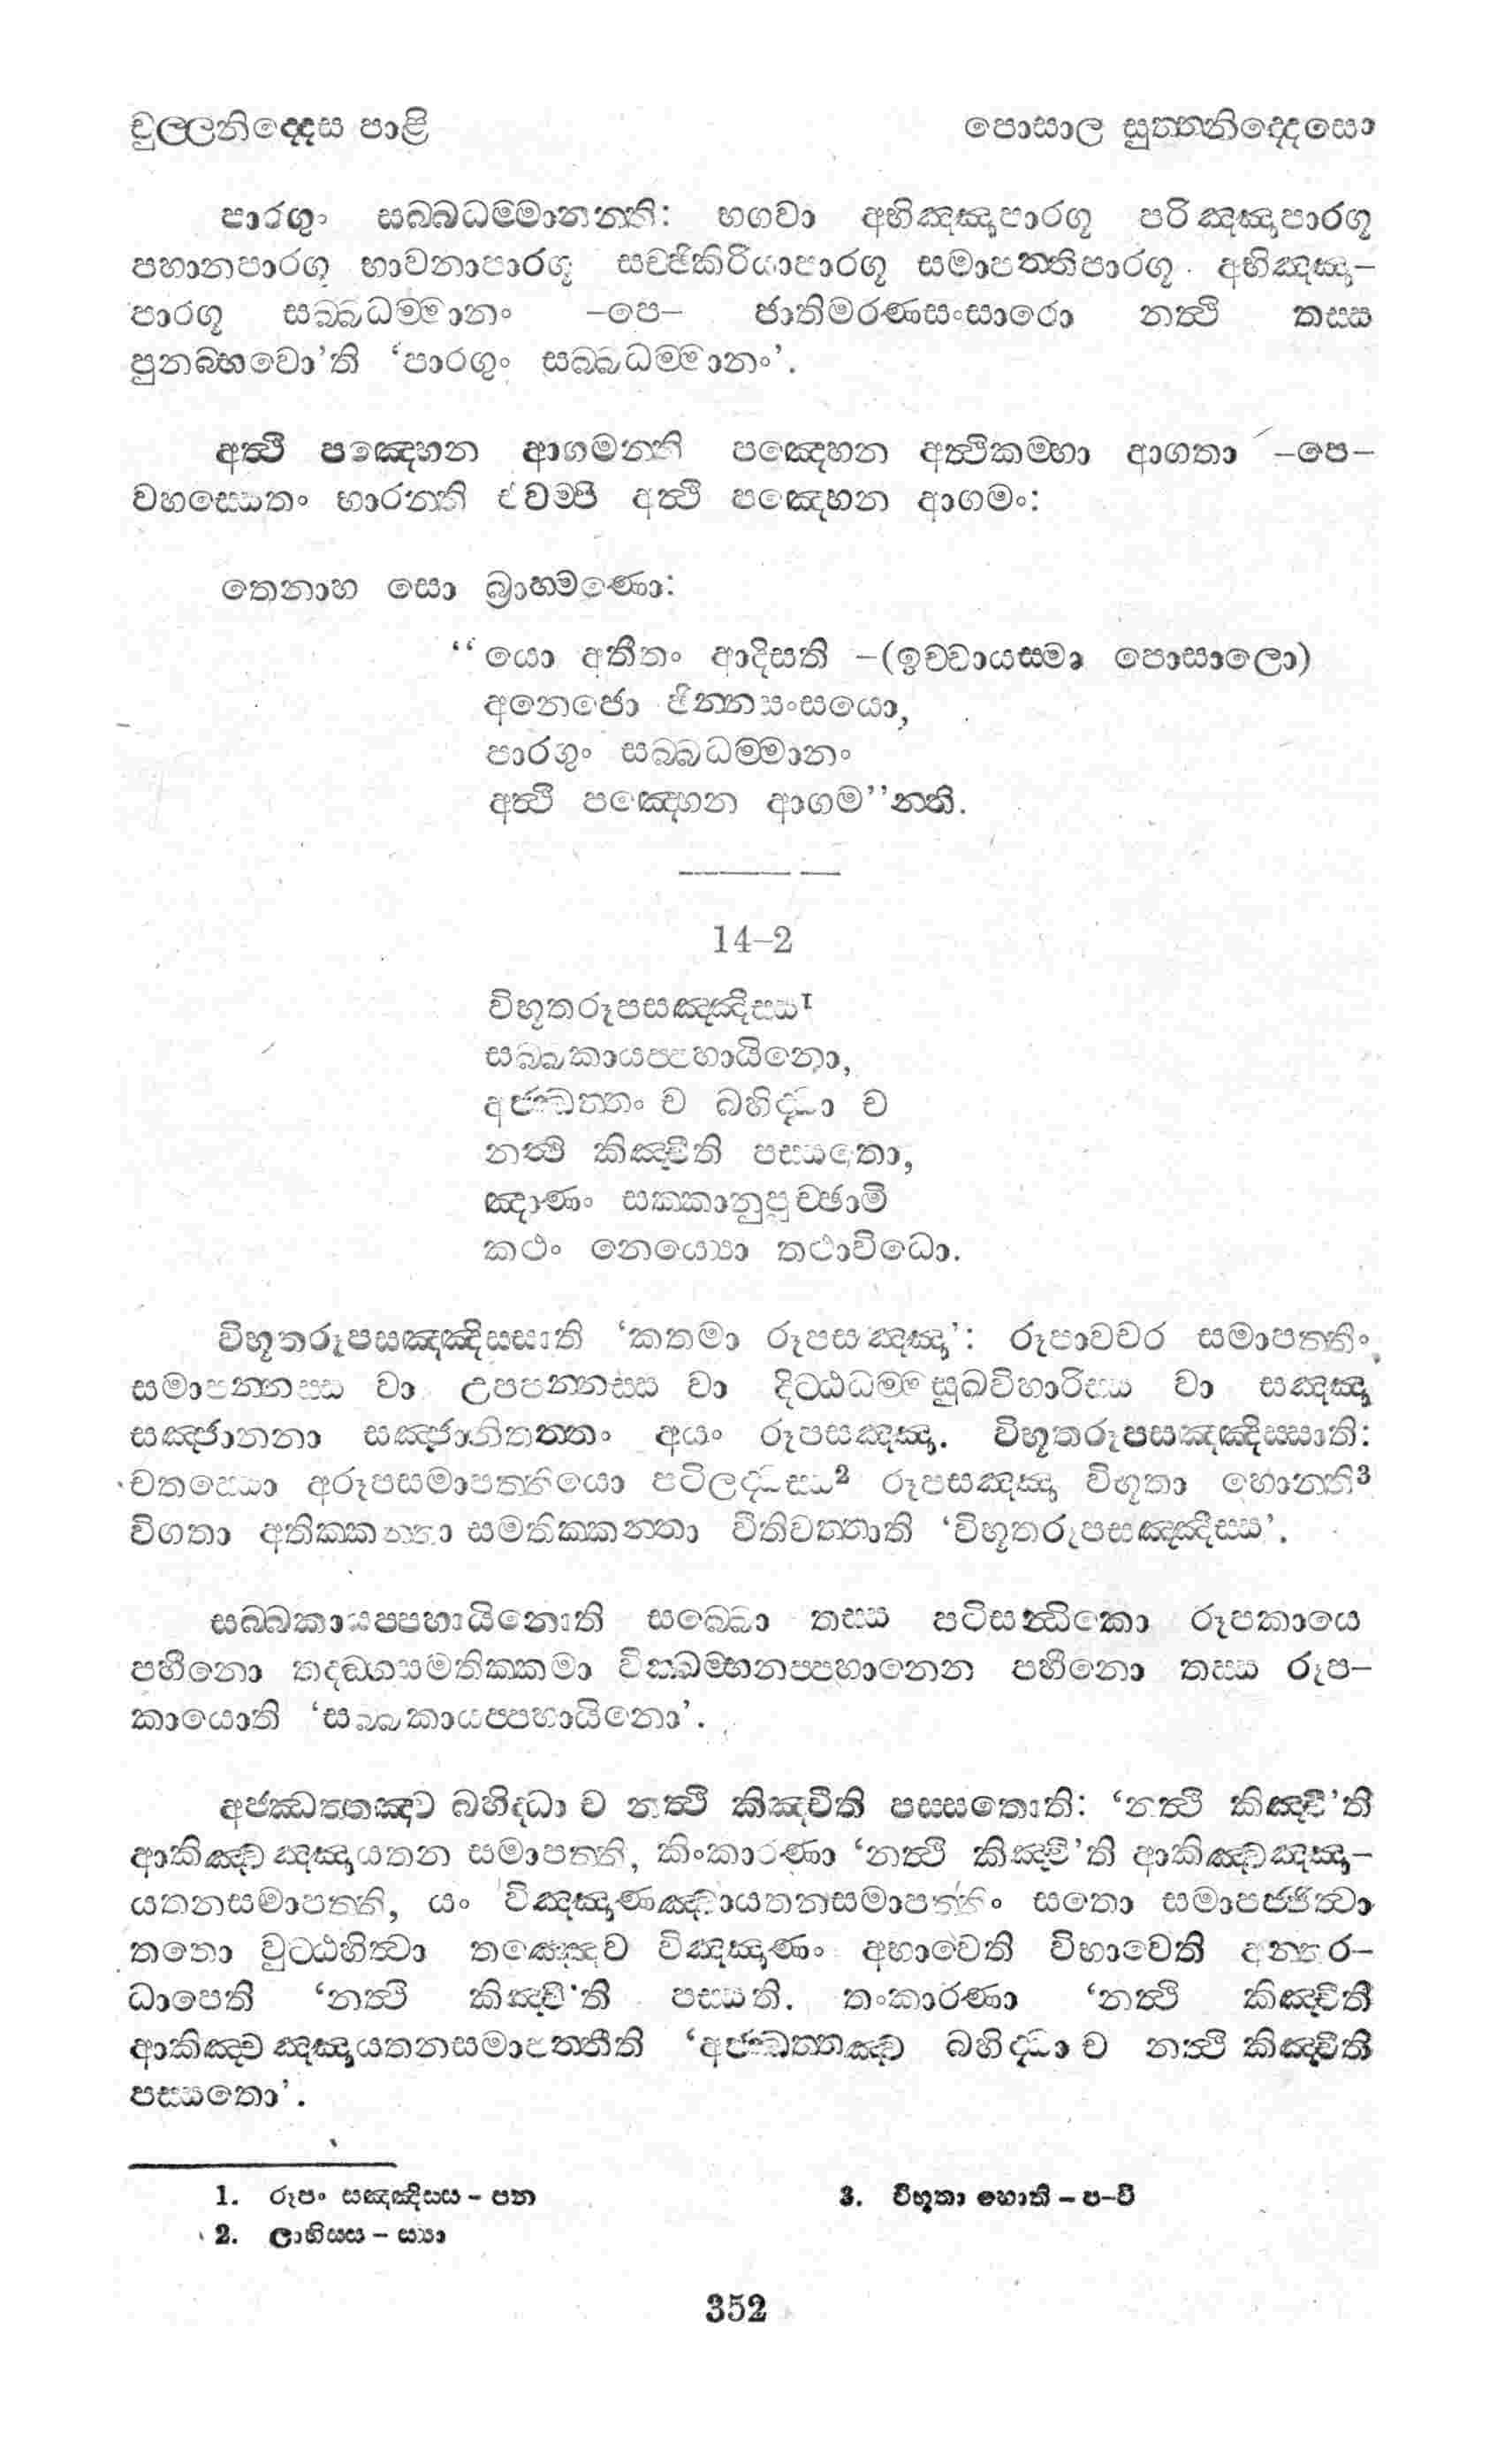 චුල්ලනිද්දෙස පාළි
පොසාල සුත්තනිද්දෙසො
පාරගුං සබ්බධම්මානන්ති: භගවා අභිඤ්ඤාපාරගූ පරිඤ්ඤාපාරගූ
පහානපාරගූ භාවනාපාරගූ සච්ඡිකිරියාපාරගූ සමාපත්තිපාරගූ අභිඤ්ඤා-
පාරගූ සබ්බධම්මානං -පෙ- ජාතිමරණසංසාරො නත්ථි තස්ස
පුනබ්භවො'ති ‘පාරගුං සබ්බධම්මානං’.
අත්ථි පඤ්හෙන ආගමන්ති පඤ්හෙන අත්ථිකම්හා ආගතා -පෙ-
වහස්සෙතං භාරන්ති එවම්පි අත්ථි පඤ්හෙන ආගමං:
තෙනාහ සො බ්‍රාහ්මණො:
“යො අතීතං ආදිසති -(ඉච්චායස්මා පොසාලො)
අනෙජො ඡින්නසංසයො,
පාරගුං සබ්බධම්මානං
අත්ථි පඤ්හෙන ආගම”න්ති.
14-2
විභූතරූපසඤ්ඤිස්ස1
සබ්බකායප්පහායිනො,
අජ්ඣත්තං ච බහිද්ධා ච
නත්ථි කිඤ්චීති පස්සතො,
ඤාණං සක්කානුපුච්ඡාමි
කථං නෙය්‍යො තථාවිධො.
විභූතරූපසඤ්ඤිස්සාති ‘කතමා රූපසඤ්ඤා’: රූපාවචර සමාපත්තිං
සමාපන්නස්ස වා උපපන්නස්ස වා දිට්ඨධම්මසුඛවිහාරිස්ස වා සඤ්ඤා
සඤ්ජානනා සඤ්ජානිතත්තං අයං රූපසඤ්ඤා. විභූතරූපසඤ්ඤිස්සාති:
චතස්සො අරූපසමාපත්තියො පටිලද්ධස්ස2 රූපසඤ්ඤා විභූතා හොන්ති3
විගතා අතික්කන්තා සමතික්කන්තා වීතිවත්තාති ‘විභූතරූපසඤ්ඤිස්ස’.
සබ්බකායප්පහායිනොති සබ්බො තස්ස පටිසන්ධිකො රූපකායෙ
පහීනො තදඞ්ගසමතික්කමා වික්ඛම්භනප්පහානෙන පහීනො තස්ස රූප-
කායොති ‘සබ්බකායප්පහායිනො’.
අජ්ඣත්තඤ්ච බහිද්ධා ච නත්ථි කිඤ්චීති පස්සතොති: ‘නත්ථි කිඤ්චී’ති
ආකිඤ්චඤ්ඤායතන සමාපත්ති, කිංකාරණා ‘නත්ථි කිඤ්චී’ති ආකිඤ්චඤ්ඤා-
යතනසමාපත්ති, යං විඤ්ඤාණඤ්චායතනසමාපත්තිං සතො සමාපජ්ජිත්වා
තතො වුට්ඨහිත්වා තඤ්ඤෙව විඤ්ඤාණං අභාවෙති විභාවෙති අන්තර-
ධාපෙති ‘නත්ථි කිඤ්චී’ති පස්සති. තංකාරණා ‘නත්ථි කිඤ්චීති
ආකිඤ්චඤ්ඤායතනසමාපත්තීති ‘අජ්ඣත්තඤ්ච බහිද්ධා ච නත්ථි කිඤ්චීති
පස්සතො’.
1. රූපං සඤ්ඤිස්ස - පන
3. විභූතා හොති - ප-වි
2. ලාභිස්ස - ස්‍යා
352